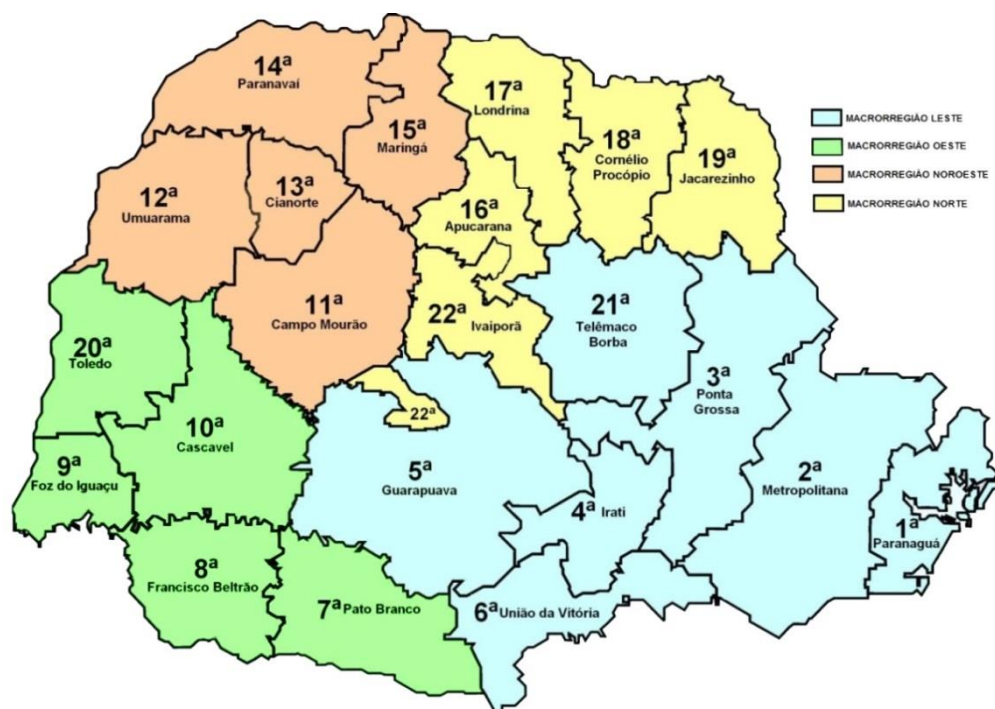 14ª
Paranavaí
15ª
Maringá
17ª
Londrina
18ª
Cornélio
Procópio
19ª
Jacarezinho
MACRORREGIÃO LESTE
MACRORREGIÃO OESTE
MACRORREGIÃO NOROESTE
MACRORREGIÃO NORTE
12ª
Umuarama
13ª
Cianorte
16ª
Apucarana
11ª
Campo Mourão
22ª Ivaiporã
21ª
Telêmaco
Borba
20ª
Toledo
3ª
Ponta
Grossa
22ª
10ª
Cascavel
9ª
Foz do Iguaçu
5ª
Guarapuava
4ª Irati
2ª
Metropolitana
1ª
Paranaguá
8ª
Francisco Beltrão
7ª Pato Branco
6ª União da Vitória